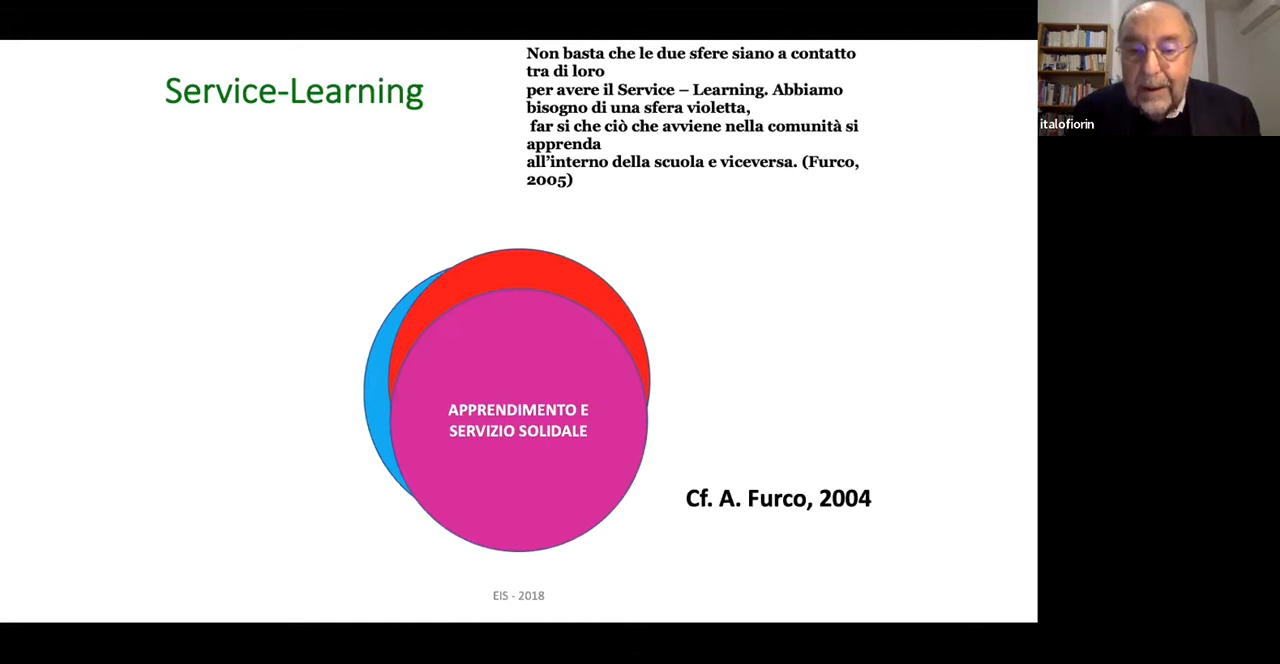 Service-Learning
Non basta che le due sfere siano a contatto
tra di loro
per avere il Service – Learning. Abbiamo
bisogno di una sfera violetta,
far si che ciò che avviene nella comunità si
apprenda
all'interno della scuola e viceversa. (Furco,
2005)
italofiorin
APPRENDIMENTO E
SERVIZIO SOLIDALE
Cf. A. Furco, 2004
EIS - 2018